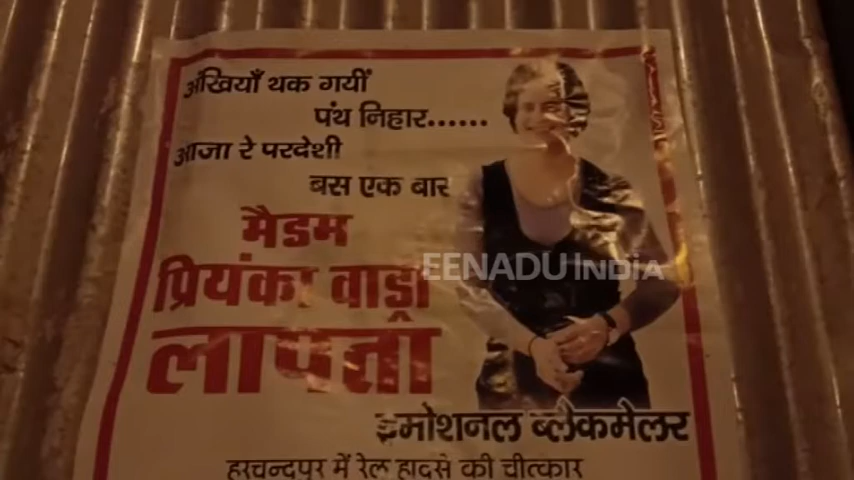 अंखियाँ थक गयीं
पंथ निहार......
आजा रे परदेशी
बस एक बार
मैडम
प्रियंका वाड्रा
लापता
EENADU India
इमोशनल ब्लेकमेलर
हरचन्दपुर में रेल हादसे की चीत्कार